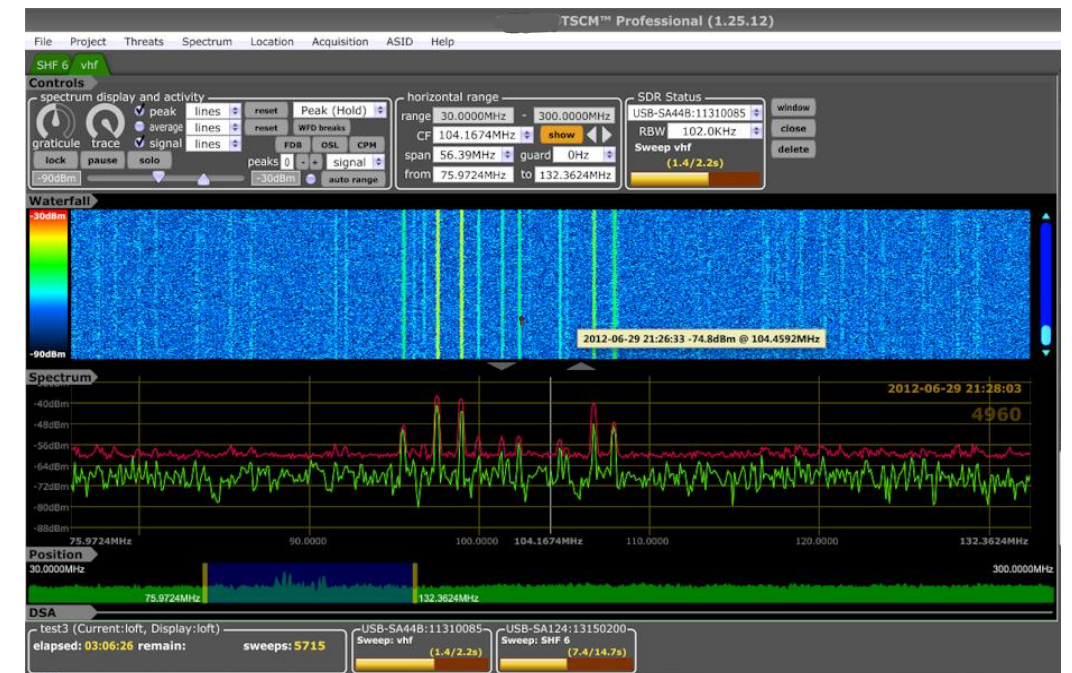 TSCM™ Professional (1.25.12)
File Project Threats Spectrum Location Acquisition ASID Help
SHF 6 vhf
Controls
spectrum display and activity
peak lines reset Peak (Hold)
average lines reset WFD breaks
signal lines FDB OSL CPM
graticule trace
lock pause solo peaks 0 - + signal
-90dBm -30dBm auto range
horizontal range
range 30.0000MHz - 300.0000MHz
CF 104.1674MHz show
span 56.39MHz guard 0Hz
from 75.9724MHz to 132.3624MHz
SDR Status
USB-SA44B:11310085
RBW 102.0KHz
Sweep vhf
(1.4/2.2s)
window
close
delete
Waterfall
-30dBm
-90dBm
2012-06-29 21:26:33 -74.8dBm @ 104.4592MHz
Spectrum
2012-06-29 21:28:03
4960
-40dBm
-48dBm
-56dBm
-64dBm
-72dBm
-80dBm
-88dBm
75.9724MHz 90.0000 100.0000 104.1674MHz 110.0000 120.0000 132.3624MHz
Position
30.0000MHz 300.000MHz
75.9724MHz 132.3624MHz
DSA
test3 (Current:loft, Display:loft)
elapsed: 03:06:26 remain: sweeps: 5715
USB-SA44B:11310085
Sweep: vhf
(1.4/2.2s)
USB-SA124:13150200
Sweep: SHF 6
(7.4/14.7s)